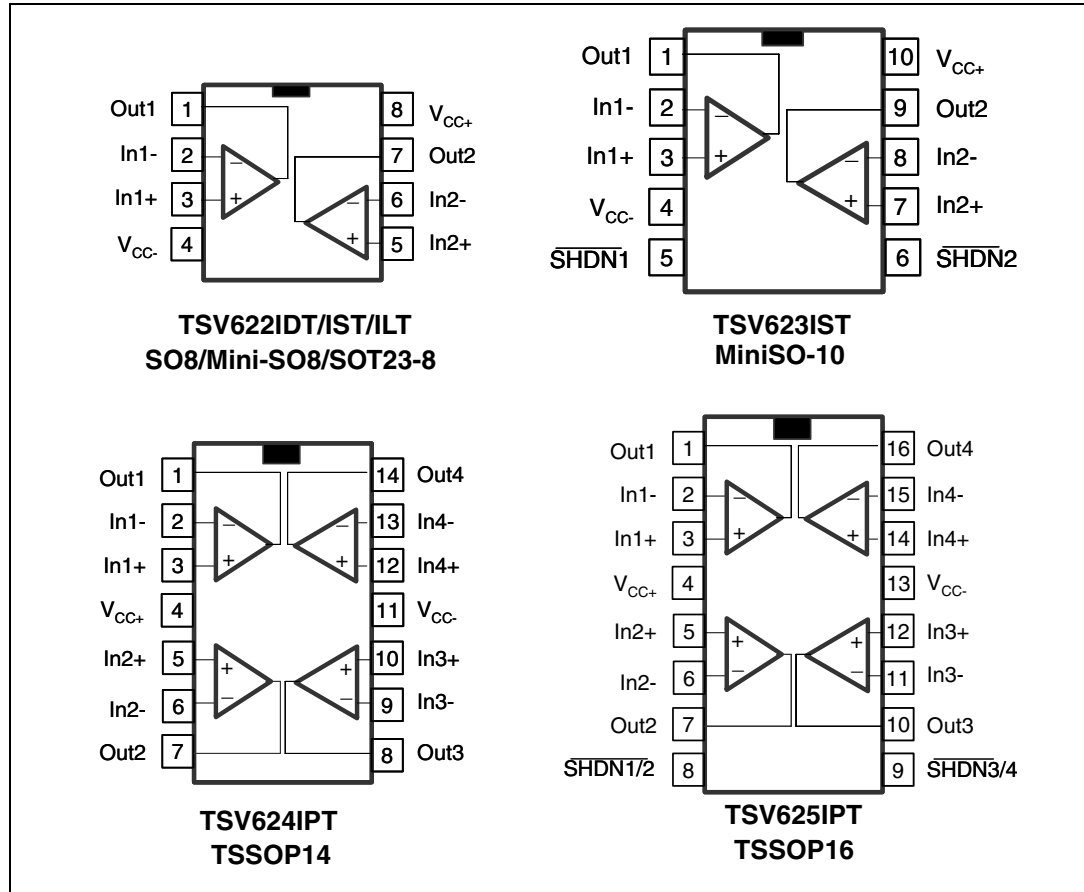 Out1 1 8 VCC+
In1- 2 − 7 Out2
In1+ 3 + − 6 In2-
VCC- 4 + 5 In2+
TSV622IDT/IST/ILT
SO8/Mini-SO8/SOT23-8
Out1 1 10 VCC+
In1- 2 − 9 Out2
In1+ 3 + − 8 In2-
VCC- 4 + 7 In2+
SHDN1 5 6 SHDN2
TSV623IST
MiniSO-10
Out1 1 14 Out4
In1- 2 − − 13 In4-
In1+ 3 + + 12 In4+
VCC+ 4 11 VCC-
In2+ 5 + + 10 In3+
In2- 6 − − 9 In3-
Out2 7 8 Out3
TSV624IPT
TSSOP14
Out1 1 16 Out4
In1- 2 − − 15 In4-
In1+ 3 + + 14 In4+
VCC+ 4 13 VCC-
In2+ 5 + + 12 In3+
In2- 6 − − 11 In3-
Out2 7 10 Out3
SHDN1/2 8 9 SHDN3/4
TSV625IPT
TSSOP16